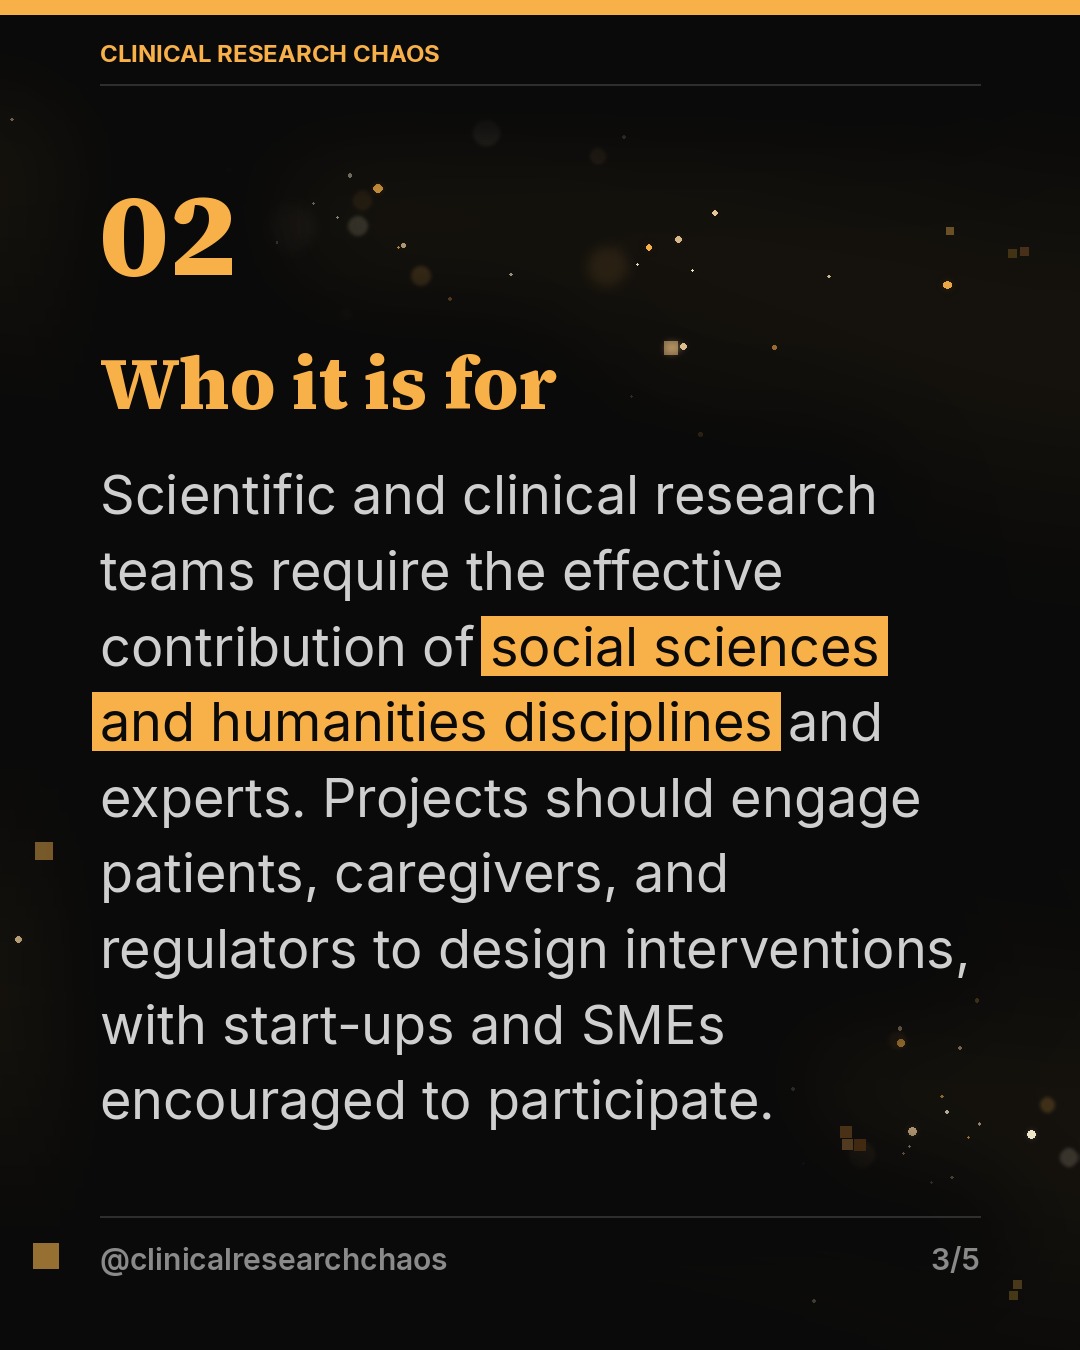 CLINICAL RESEARCH CHAOS
02
Who it is for
Scientific and clinical research
teams require the effective
contribution of social sciences
and humanities disciplines and
experts. Projects should engage
patients, caregivers, and
regulators to design interventions,
with start-ups and SMEs
encouraged to participate.
@clinicalresearchchaos
3/5